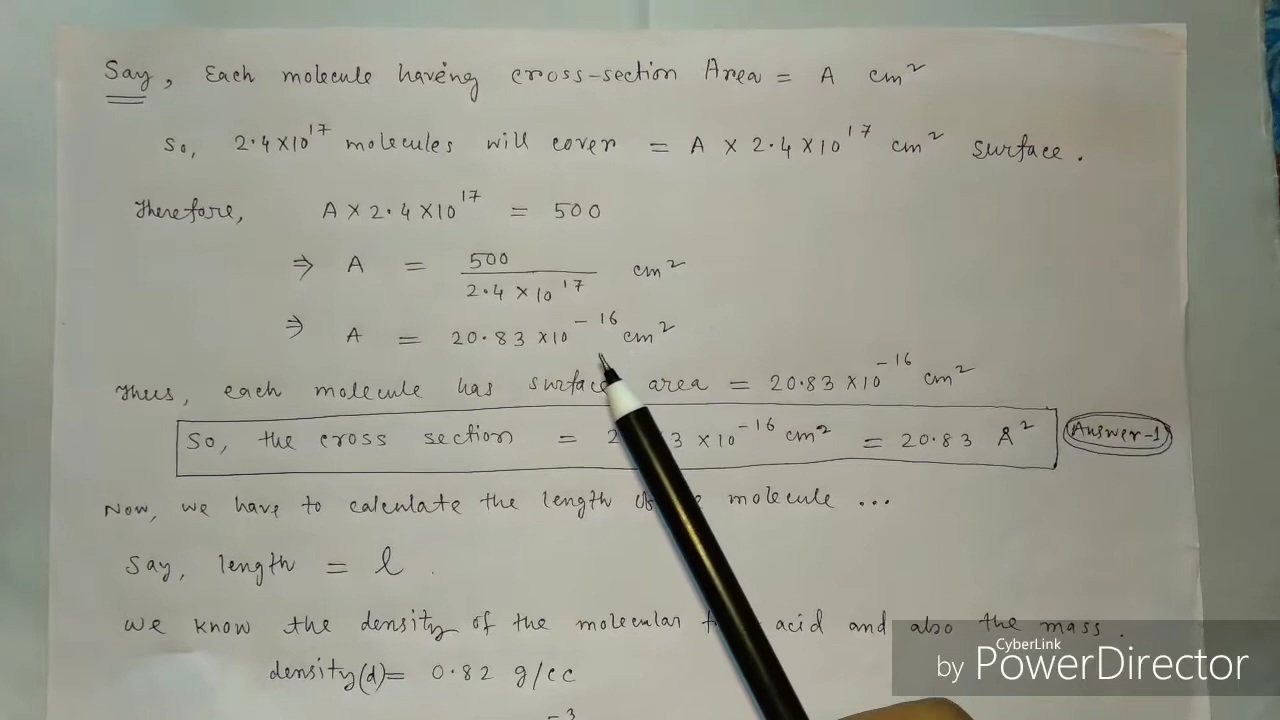 Say, Each molecule having cross-section Area = A cm²
So, 2.4×10¹⁷ molecules will cover = A × 2.4×10¹⁷ cm² surface.
Therefore, A×2.4×10¹⁷ = 500
⇒ A = 500 / 2.4×10¹⁷ cm²
⇒ A = 20.83×10⁻¹⁶ cm²
Thus, each molecule has surface area = 20.83×10⁻¹⁶ cm²
So, the cross section = 2 3×10⁻¹⁶ cm² = 20.83 Å² Answer-1
Now, we have to calculate the length molecule ...
Say, length = l.
We know the density of the molecular acid and also the mass.
density(d)= 0.82 g/cc
-3
CyberLink
by PowerDirector